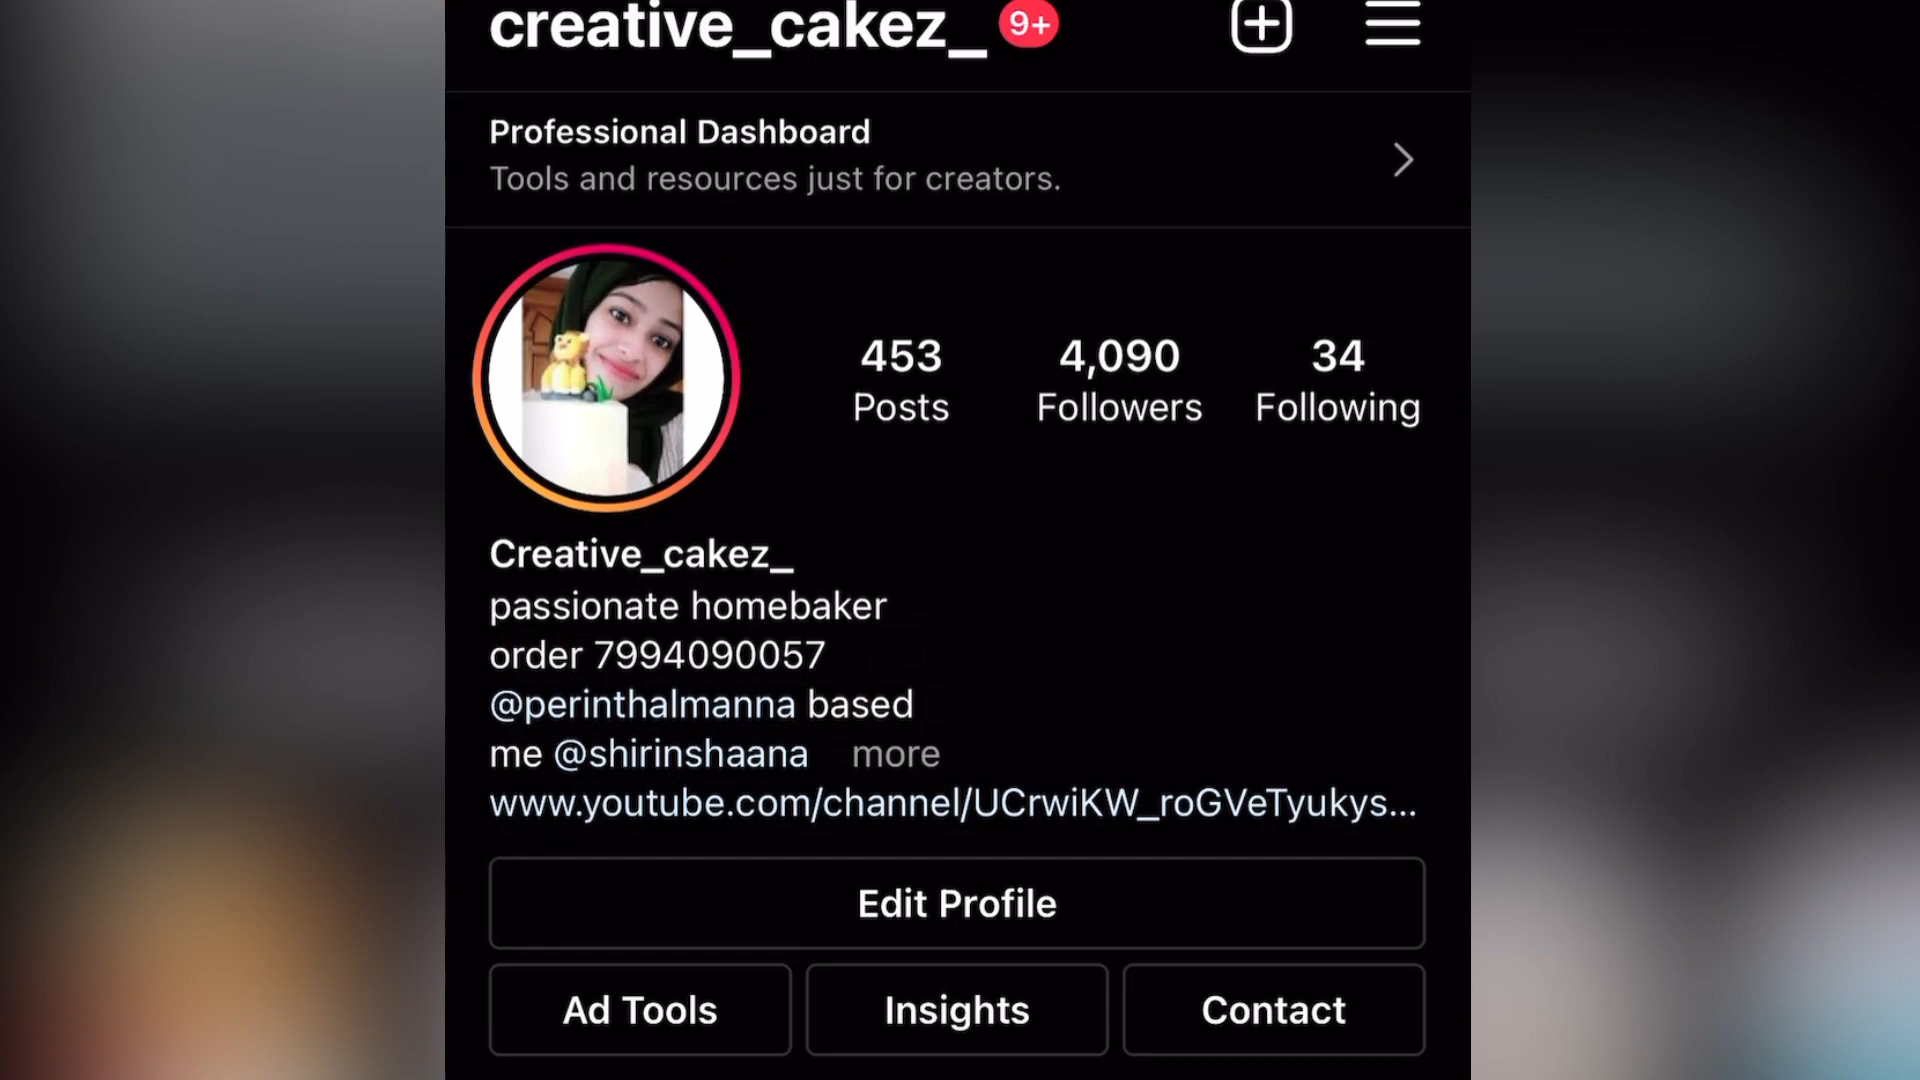 creative_cakez_ 9+
Professional Dashboard
Tools and resources just for creators.
453 4,090 34
Posts Followers Following
Creative_cakez_
passionate homebaker
order 7994090057
@perinthalmanna based
me @shirinshaana more
www.youtube.com/channel/UCrwiKW_roGVeTyukys...
Edit Profile
Ad Tools Insights Contact